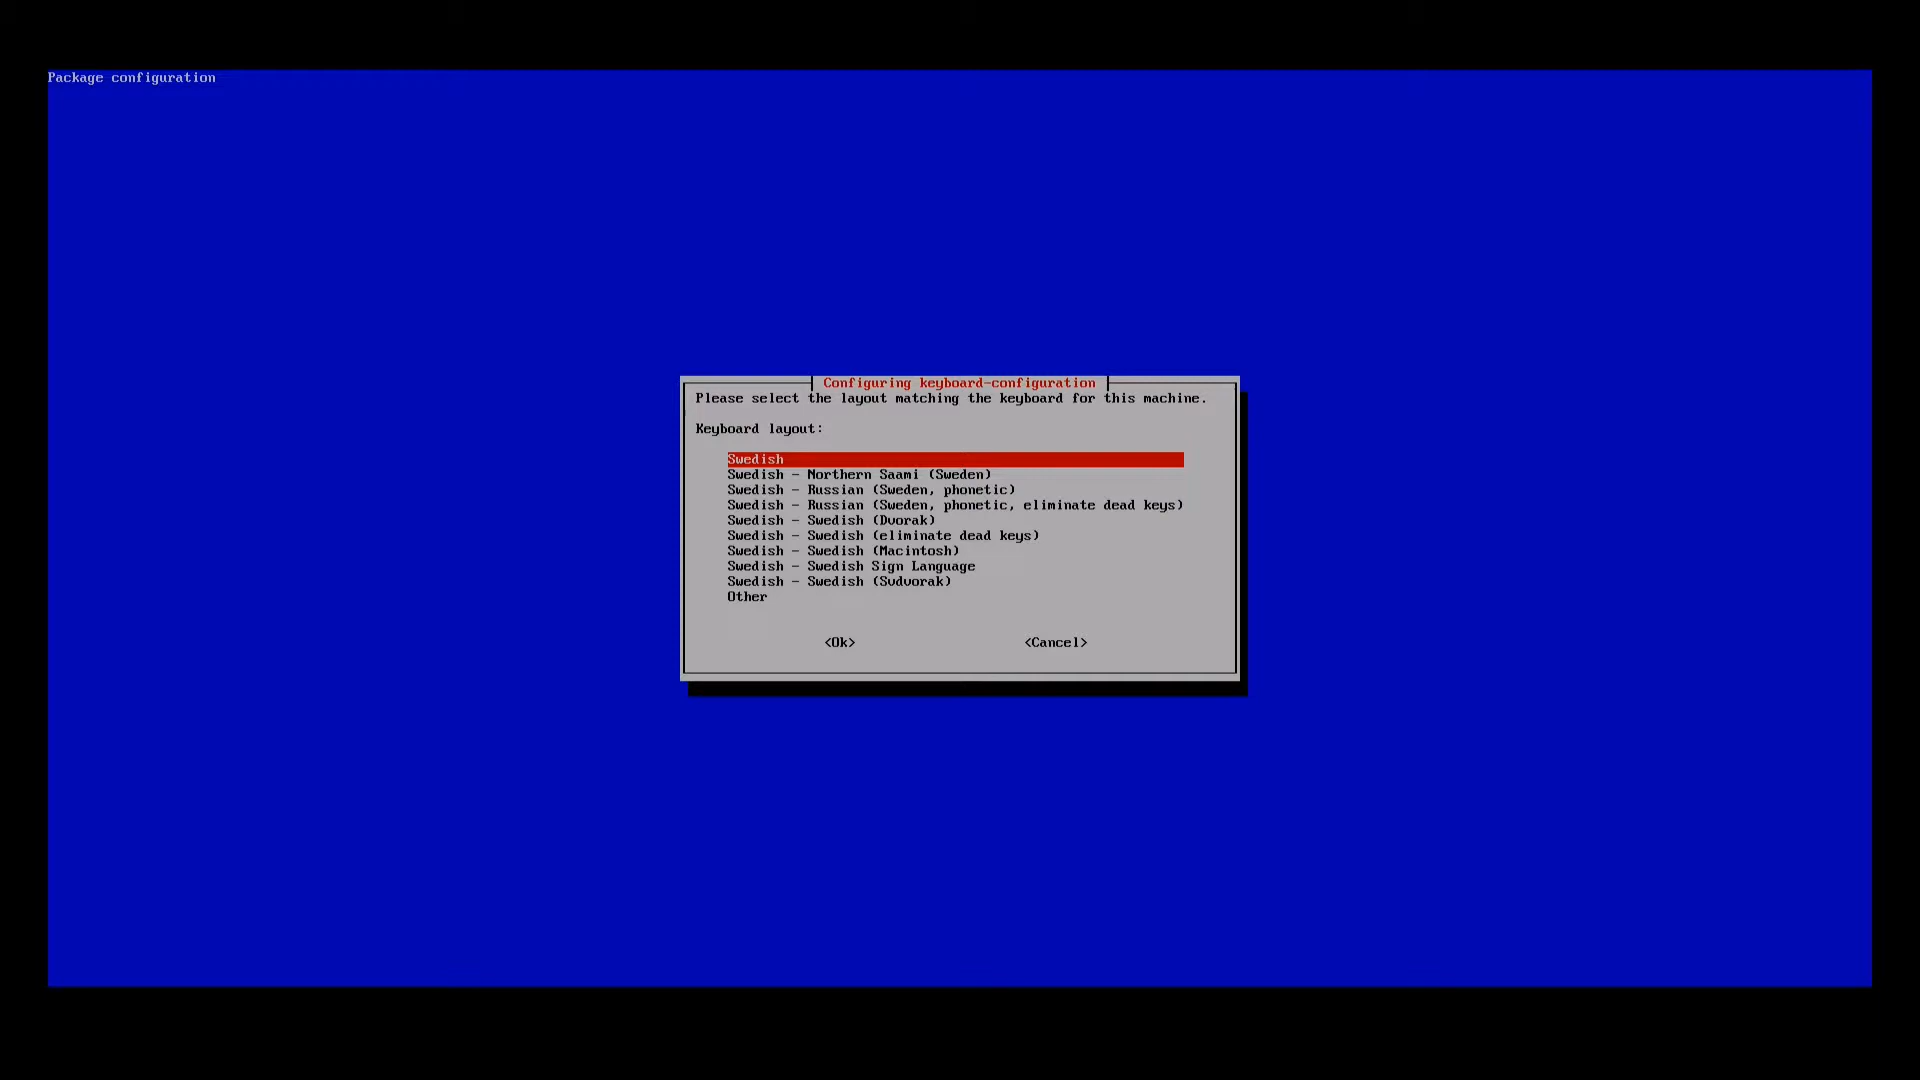 Package configuration
Configuring keyboard-configuration
Please select the layout matching the keyboard for this machine.
Keyboard layout:
Swedish
Swedish - Northern Saami (Sweden)
Swedish - Russian (Sweden, phonetic)
Swedish - Russian (Sweden, phonetic, eliminate dead keys)
Swedish - Swedish (Dvorak)
Swedish - Swedish (eliminate dead keys)
Swedish - Swedish (Macintosh)
Swedish - Swedish Sign Language
Swedish - Swedish (Svdvorak)
Other
<Ok> <Cancel>